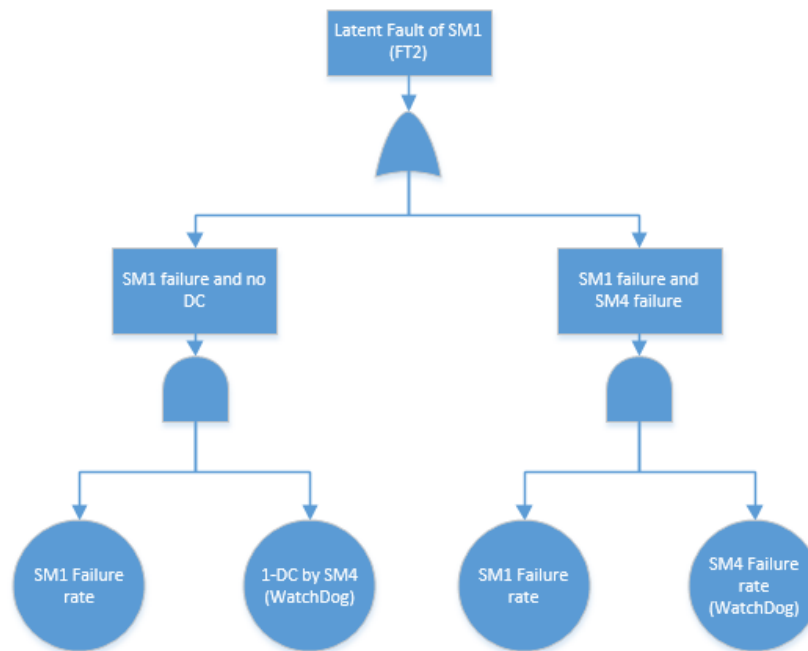 Latent Fault of SM1
(FT2)
SM1 failure and no
DC
SM1 failure and
SM4 failure
SM1 Failure
rate
1-DC by SM4
(WatchDog)
SM1 Failure
rate
SM4 Failure
rate
(WatchDog)